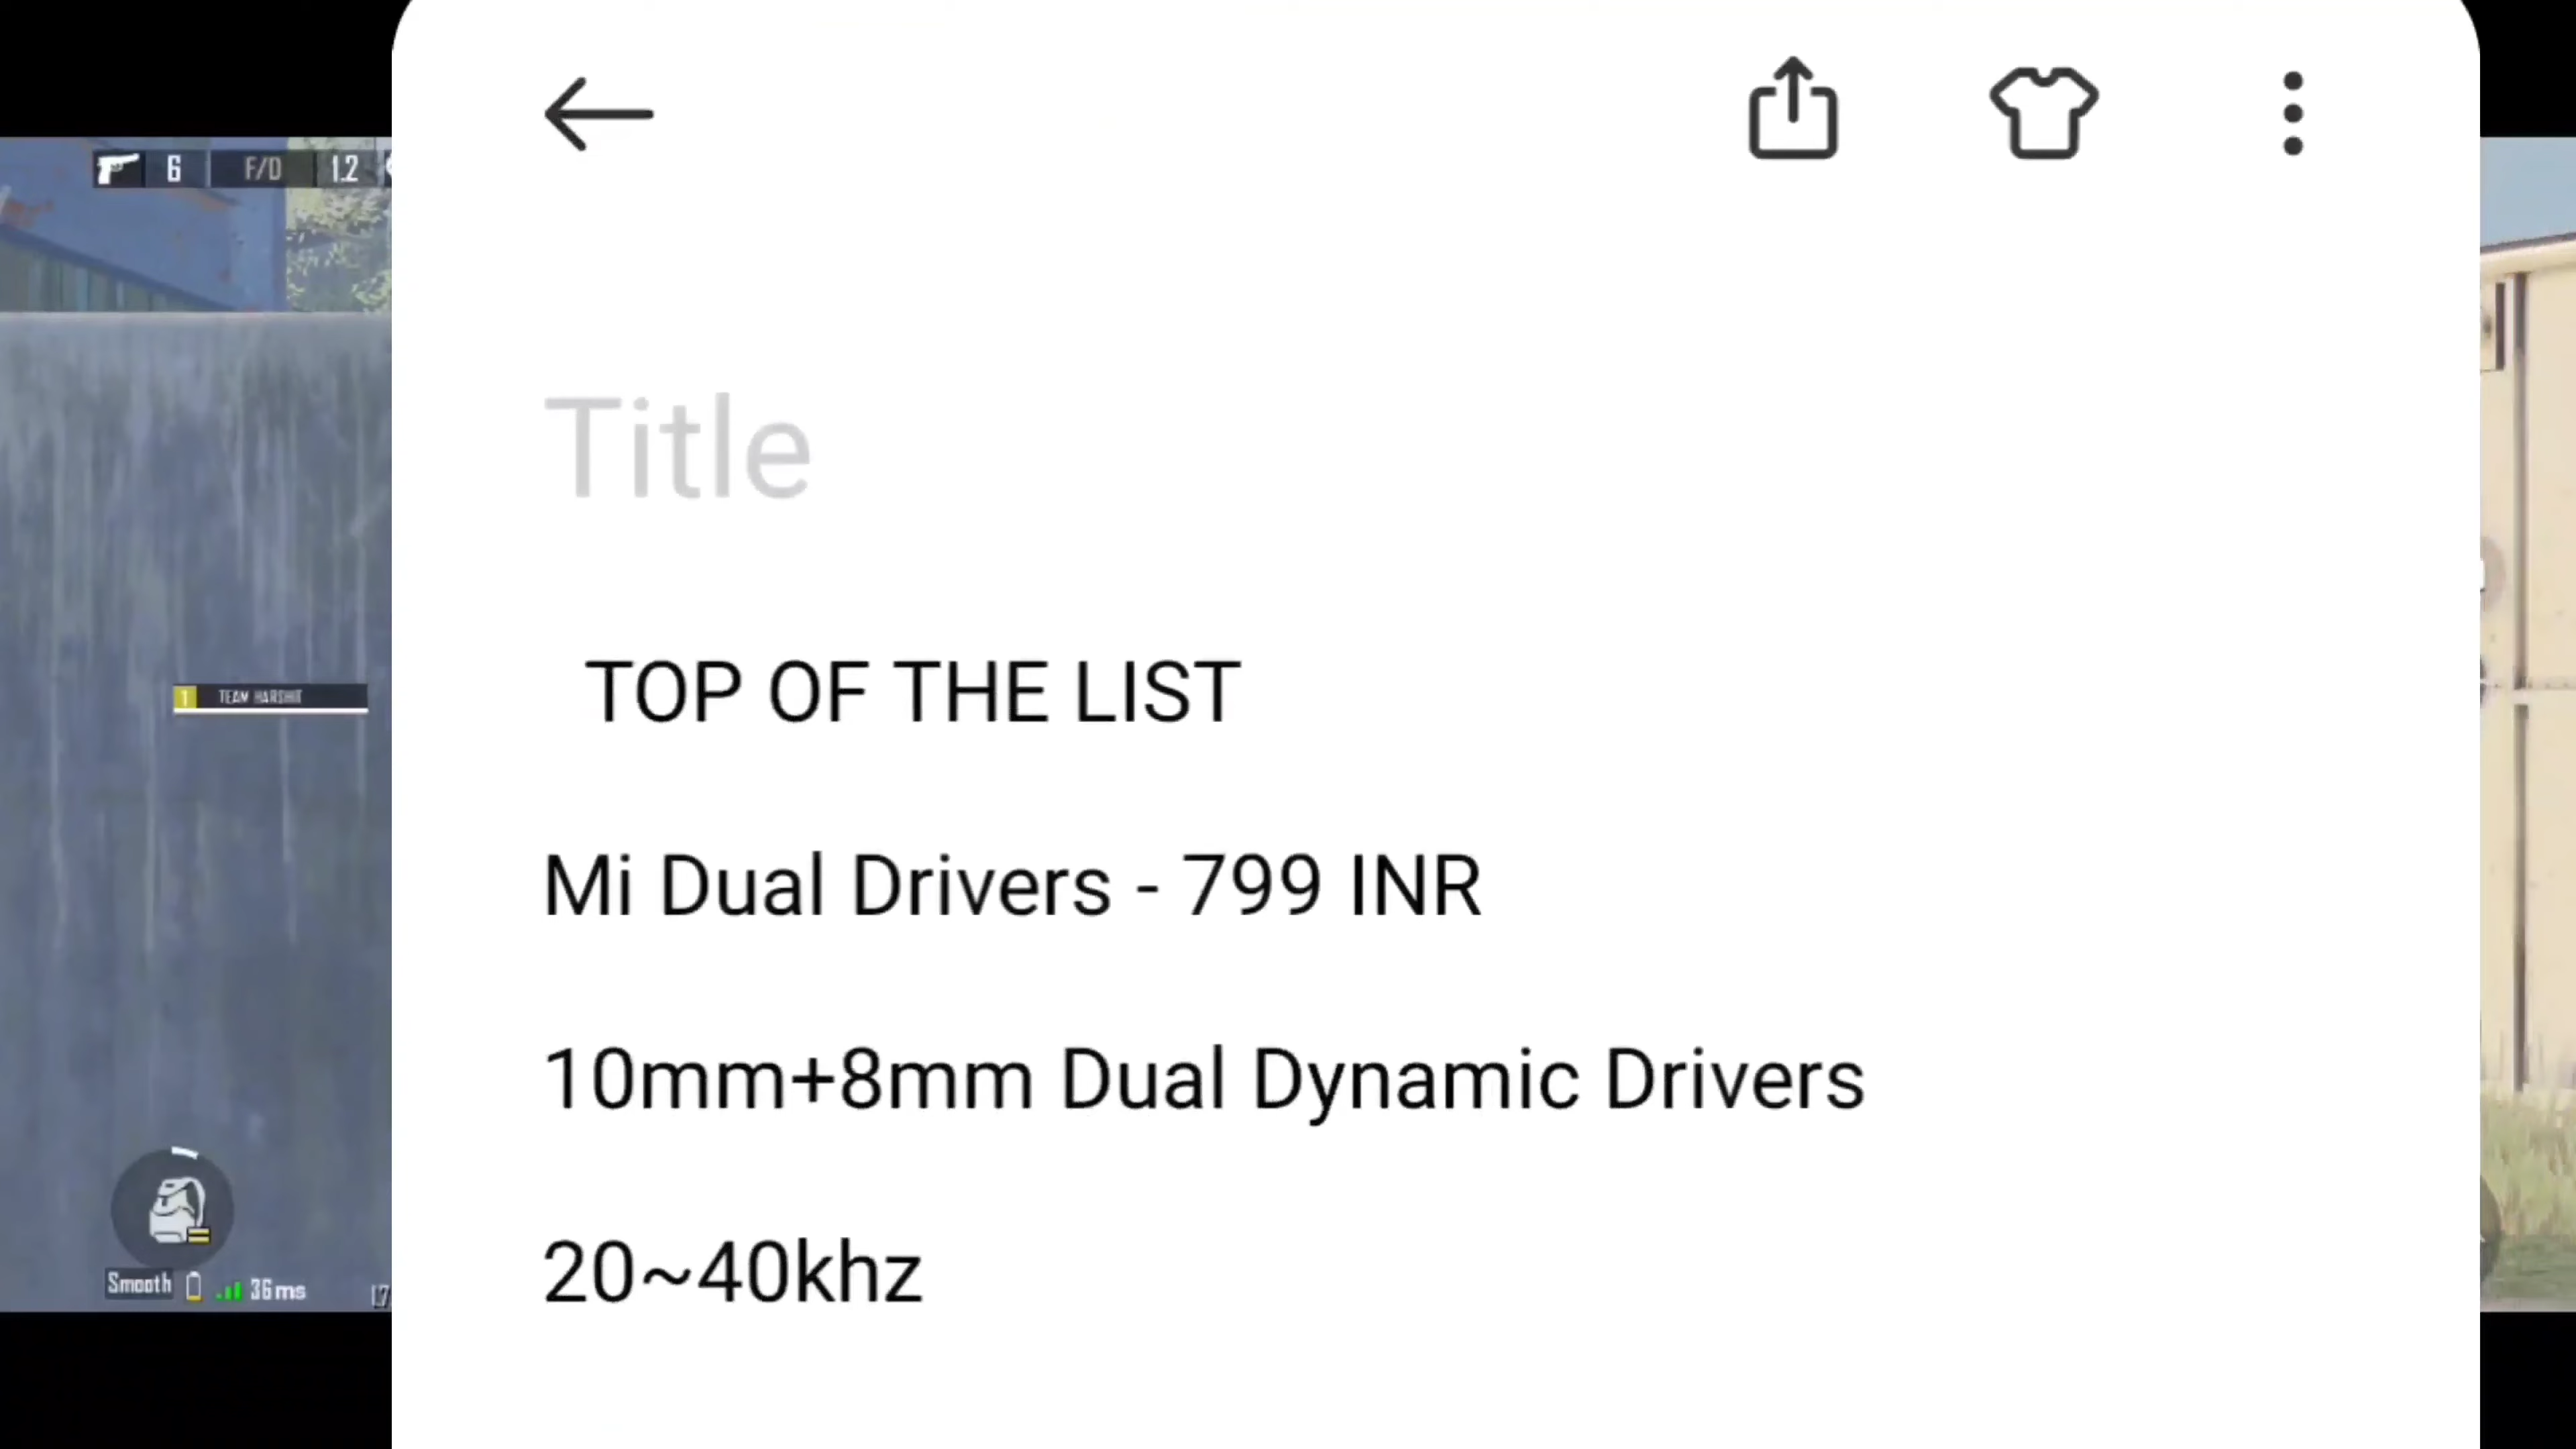 6 F/D 1.2
Title
TOP OF THE LIST
1 TEAM HARSHIT
Mi Dual Drivers - 799 INR
10mm+8mm Dual Dynamic Drivers
20~40khz
Smooth 36ms